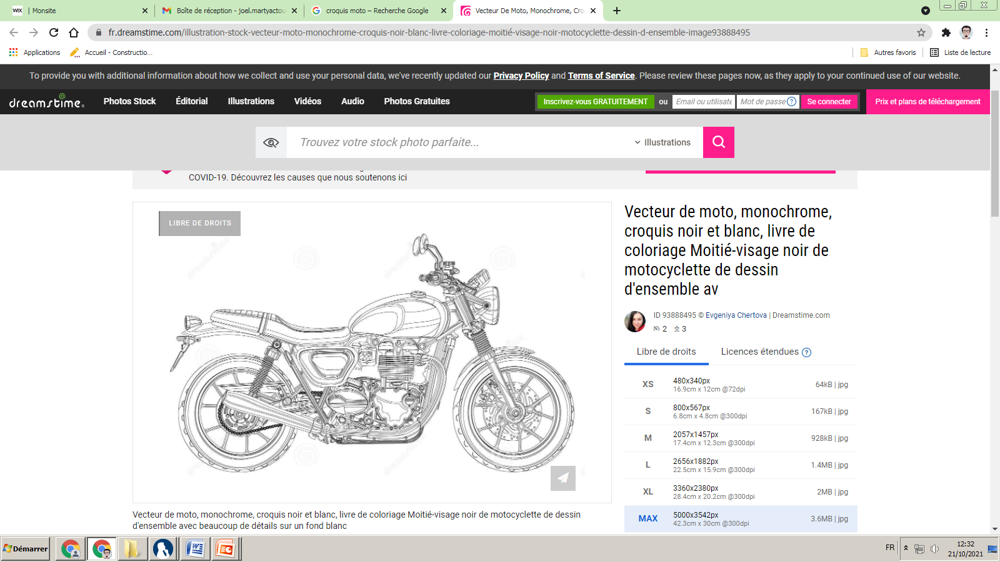 | Monsite
Boîte de réception - joel.martyactou
croquis moto – Recherche Google
Vecteur De Moto, Monochrome, Cro
fr.dreamstime.com/illustration-stock-vecteur-moto-monochrome-croquis-noir-blanc-livre-coloriage-moitié-visage-noir-motocyclette-dessin-d-ensemble-image93888495
Applications
Accueil - Constructio...
Autres favoris
Liste de lecture
To provide you with additional information about how we collect and use your personal data, we've recently updated our Privacy Policy and Terms of Service. Please review these pages now, as they apply to your continued use of our website.
dreamstime.
Photos Stock
Éditorial
Illustrations
Vidéos
Audio
Photos Gratuites
Inscrivez-vous GRATUITEMENT
ou
Email ou utilisate
Mot de passe ?
Se connecter
Prix et plans de téléchargement
Trouvez votre stock photo parfaite...
Illustrations
COVID-19. Découvrez les causes que nous soutenons ici
LIBRE DE DROITS
Vecteur de moto, monochrome,
croquis noir et blanc, livre de
coloriage Moitié-visage noir de
motocyclette de dessin
d'ensemble av
ID 93888495 © Evgeniya Chertova | Dreamstime.com
2 3
Libre de droits
Licences étendues ?
XS 480x340px 64kB | jpg
16.9cm x 12cm @72dpi
S 800x567px 167kB | jpg
6.8cm x 4.8cm @300dpi
M 2057x1457px 928kB | jpg
17.4cm x 12.3cm @300dpi
L 2656x1882px 1.4MB | jpg
22.5cm x 15.9cm @300dpi
XL 3360x2380px 2MB | jpg
28.4cm x 20.2cm @300dpi
MAX 5000x3542px 3.6MB | jpg
42.3cm x 30cm @300dpi
Vecteur de moto, monochrome, croquis noir et blanc, livre de coloriage Moitié-visage noir de motocyclette de dessin
d'ensemble avec beaucoup de détails sur un fond blanc
Démarrer
FR
12:32
21/10/2021